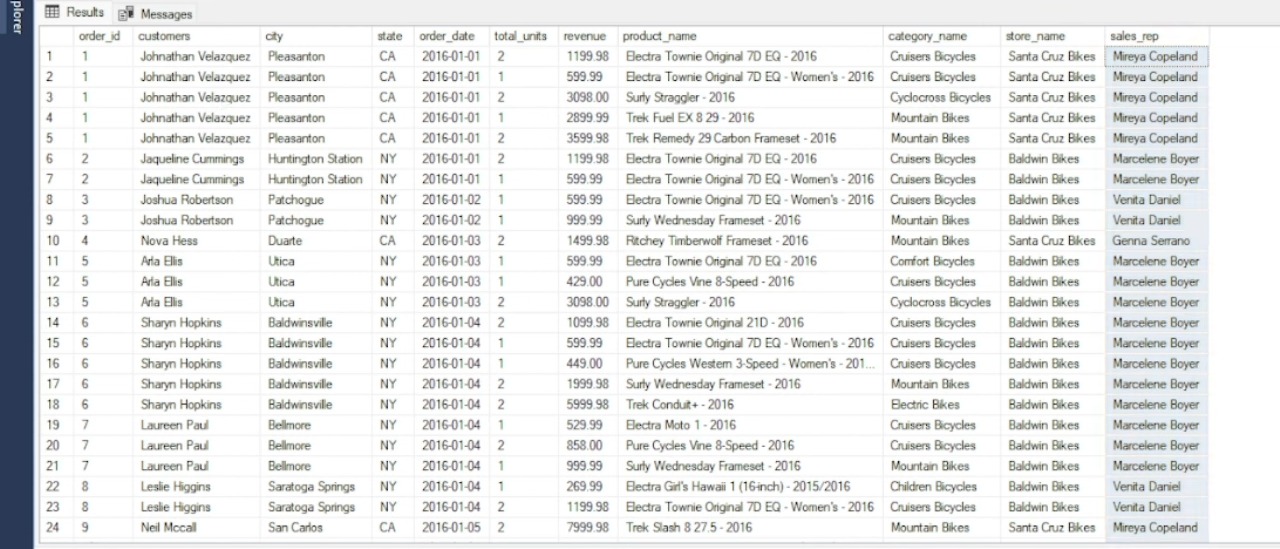 plorer
Results Messages
order_id customers city state order_date total_units revenue product_name category_name store_name sales_rep
1 1 Johnathan Velazquez Pleasanton CA 2016-01-01 2 1199.98 Electra Townie Original 7D EQ - 2016 Cruisers Bicycles Santa Cruz Bikes Mireya Copeland
2 1 Johnathan Velazquez Pleasanton CA 2016-01-01 1 599.99 Electra Townie Original 7D EQ - Women's - 2016 Cruisers Bicycles Santa Cruz Bikes Mireya Copeland
3 1 Johnathan Velazquez Pleasanton CA 2016-01-01 2 3098.00 Surly Straggler - 2016 Cyclocross Bicycles Santa Cruz Bikes Mireya Copeland
4 1 Johnathan Velazquez Pleasanton CA 2016-01-01 1 2899.99 Trek Fuel EX 8 29 - 2016 Mountain Bikes Santa Cruz Bikes Mireya Copeland
5 1 Johnathan Velazquez Pleasanton CA 2016-01-01 2 3599.98 Trek Remedy 29 Carbon Frameset - 2016 Mountain Bikes Santa Cruz Bikes Mireya Copeland
6 2 Jaqueline Cummings Huntington Station NY 2016-01-01 2 1199.98 Electra Townie Original 7D EQ - 2016 Cruisers Bicycles Baldwin Bikes Marcelene Boyer
7 2 Jaqueline Cummings Huntington Station NY 2016-01-01 1 599.99 Electra Townie Original 7D EQ - Women's - 2016 Cruisers Bicycles Baldwin Bikes Marcelene Boyer
8 3 Joshua Robertson Patchogue NY 2016-01-02 1 599.99 Electra Townie Original 7D EQ - Women's - 2016 Cruisers Bicycles Baldwin Bikes Venita Daniel
9 3 Joshua Robertson Patchogue NY 2016-01-02 1 999.99 Surly Wednesday Frameset - 2016 Mountain Bikes Baldwin Bikes Venita Daniel
10 4 Nova Hess Duarte CA 2016-01-03 2 1499.98 Ritchey Timberwolf Frameset - 2016 Mountain Bikes Santa Cruz Bikes Genna Serrano
11 5 Arla Ellis Utica NY 2016-01-03 1 599.99 Electra Townie Original 7D EQ - 2016 Comfort Bicycles Baldwin Bikes Marcelene Boyer
12 5 Arla Ellis Utica NY 2016-01-03 1 429.00 Pure Cycles Vine 8-Speed - 2016 Cruisers Bicycles Baldwin Bikes Marcelene Boyer
13 5 Arla Ellis Utica NY 2016-01-03 2 3098.00 Surly Straggler - 2016 Cyclocross Bicycles Baldwin Bikes Marcelene Boyer
14 6 Sharyn Hopkins Baldwinsville NY 2016-01-04 2 1099.98 Electra Townie Original 21D - 2016 Cruisers Bicycles Baldwin Bikes Marcelene Boyer
15 6 Sharyn Hopkins Baldwinsville NY 2016-01-04 1 599.99 Electra Townie Original 7D EQ - Women's - 2016 Cruisers Bicycles Baldwin Bikes Marcelene Boyer
16 6 Sharyn Hopkins Baldwinsville NY 2016-01-04 1 449.00 Pure Cycles Western 3-Speed - Women's - 201... Cruisers Bicycles Baldwin Bikes Marcelene Boyer
17 6 Sharyn Hopkins Baldwinsville NY 2016-01-04 2 1999.98 Surly Wednesday Frameset - 2016 Mountain Bikes Baldwin Bikes Marcelene Boyer
18 6 Sharyn Hopkins Baldwinsville NY 2016-01-04 2 5999.98 Trek Conduit+ - 2016 Electric Bikes Baldwin Bikes Marcelene Boyer
19 7 Laureen Paul Bellmore NY 2016-01-04 1 529.99 Electra Moto 1 - 2016 Cruisers Bicycles Baldwin Bikes Marcelene Boyer
20 7 Laureen Paul Bellmore NY 2016-01-04 2 858.00 Pure Cycles Vine 8-Speed - 2016 Cruisers Bicycles Baldwin Bikes Marcelene Boyer
21 7 Laureen Paul Bellmore NY 2016-01-04 1 999.99 Surly Wednesday Frameset - 2016 Mountain Bikes Baldwin Bikes Marcelene Boyer
22 8 Leslie Higgins Saratoga Springs NY 2016-01-04 1 269.99 Electra Girl's Hawaii 1 (16-inch) - 2015/2016 Children Bicycles Baldwin Bikes Venita Daniel
23 8 Leslie Higgins Saratoga Springs NY 2016-01-04 2 1199.98 Electra Townie Original 7D EQ - Women's - 2016 Cruisers Bicycles Baldwin Bikes Venita Daniel
24 9 Neil Mccall San Carlos CA 2016-01-05 2 7999.98 Trek Slash 8 27.5 - 2016 Mountain Bikes Santa Cruz Bikes Mireya Copeland